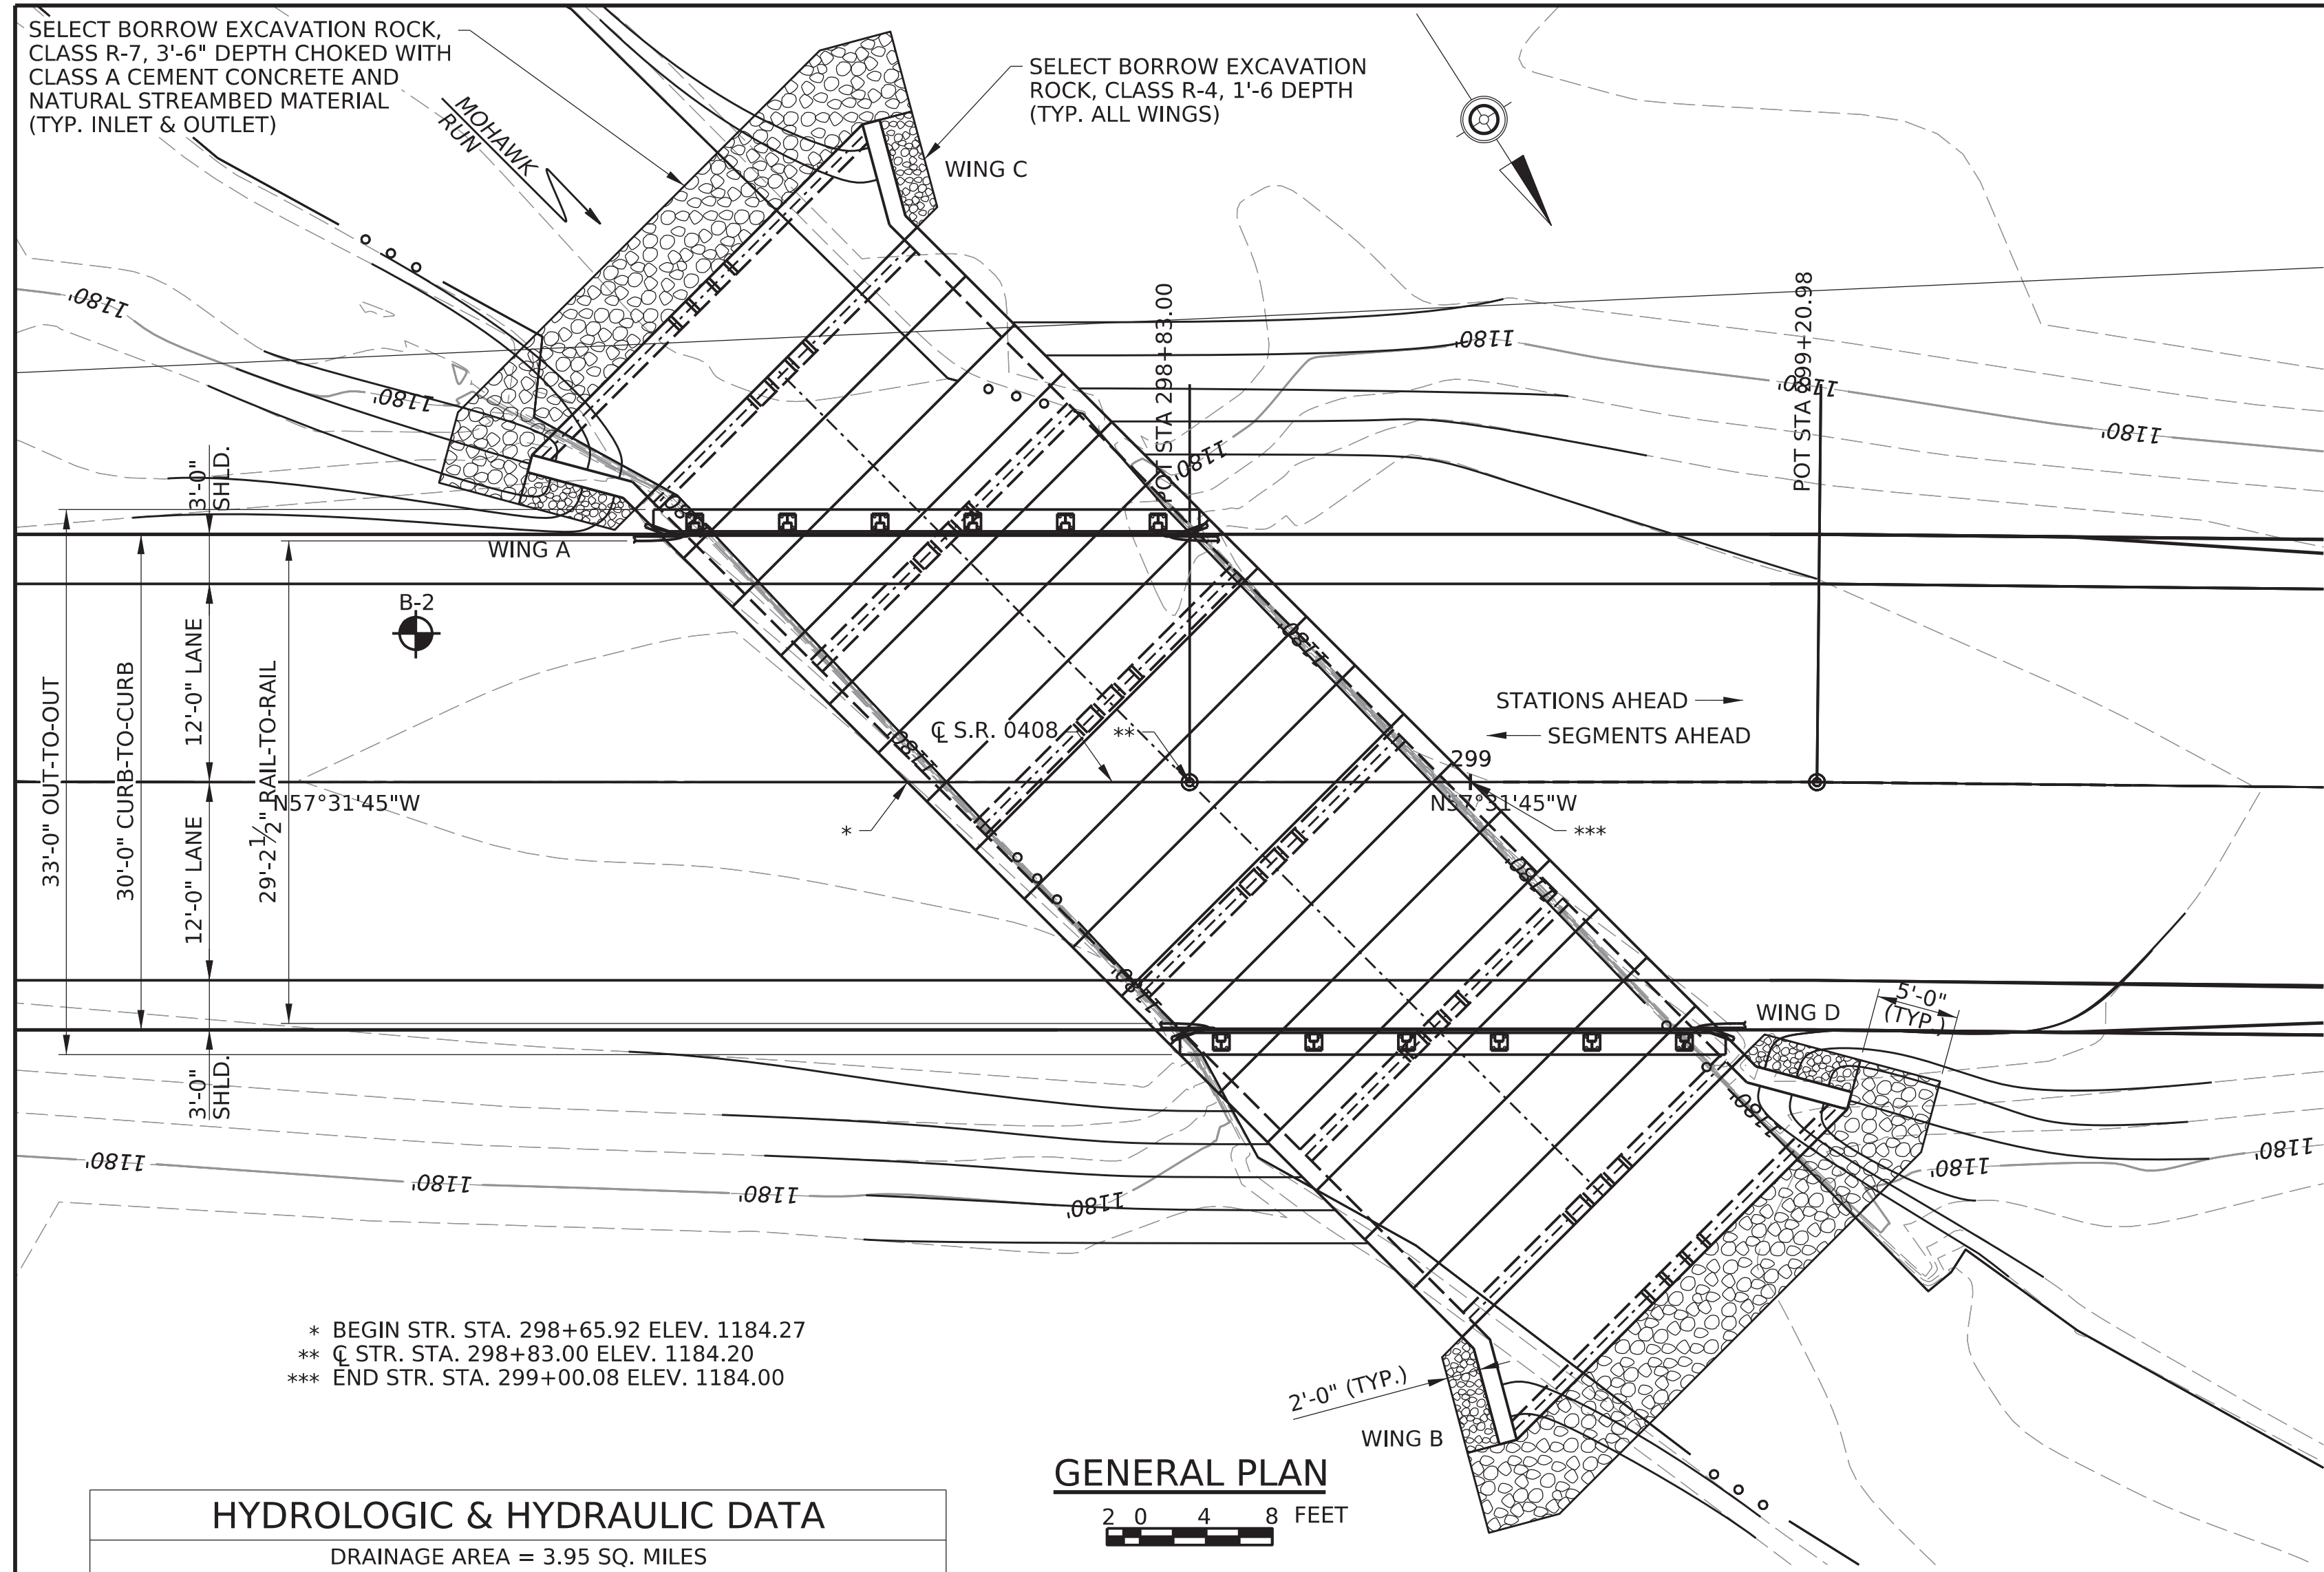 SELECT BORROW EXCAVATION ROCK,
CLASS R-7, 3'-6" DEPTH CHOKED WITH
CLASS A CEMENT CONCRETE AND
NATURAL STREAMBED MATERIAL
(TYP. INLET & OUTLET)
MOHAWK
RUN
SELECT BORROW EXCAVATION
ROCK, CLASS R-4, 1'-6 DEPTH
(TYP. ALL WINGS)
WING C
1180'
1180'
1180'
1180'
1180'
1180'
POT STA 298+83.00
POT STA 899+20.98
3'-0"
SHLD.
WING A
B-2
33'-0" OUT-TO-OUT
30'-0" CURB-TO-CURB
12'-0" LANE
12'-0" LANE
29'-2½" RAIL-TO-RAIL
3'-0"
SHLD.
N57°31'45"W
1180'
1180'
1180'
℄ S.R. 0408
*
**
299
N57°31'45"W
***
STATIONS AHEAD
SEGMENTS AHEAD
WING D
5'-0"
(TYP.)
1180'
1180'
1180'
1180'
1180'
1180'
1180'
* BEGIN STR. STA. 298+65.92 ELEV. 1184.27
** ℄ STR. STA. 298+83.00 ELEV. 1184.20
*** END STR. STA. 299+00.08 ELEV. 1184.00
2'-0" (TYP.)
WING B
GENERAL PLAN
2 0 4 8 FEET
HYDROLOGIC & HYDRAULIC DATA
DRAINAGE AREA = 3.95 SQ. MILES